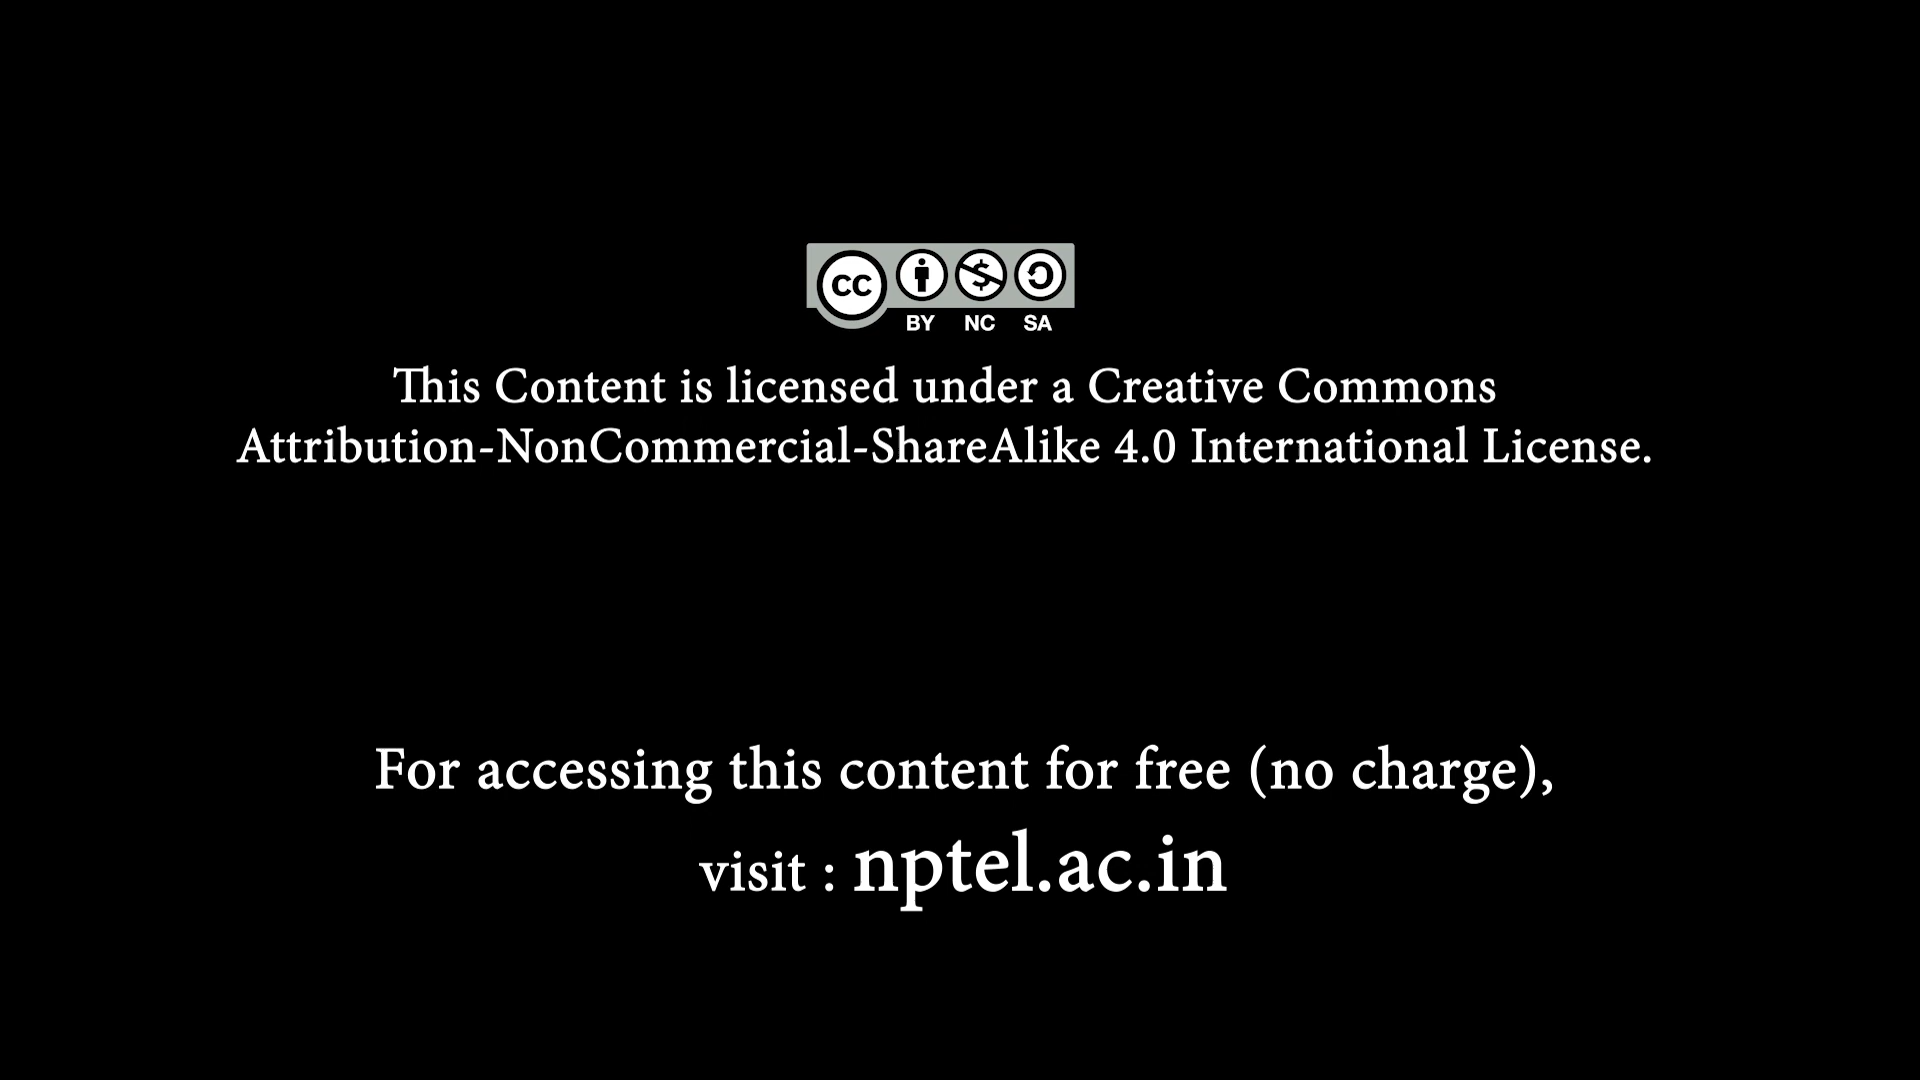 CC BY NC SA
This Content is licensed under a Creative Commons
Attribution-NonCommercial-ShareAlike 4.0 International License.
For accessing this content for free (no charge),
visit : nptel.ac.in